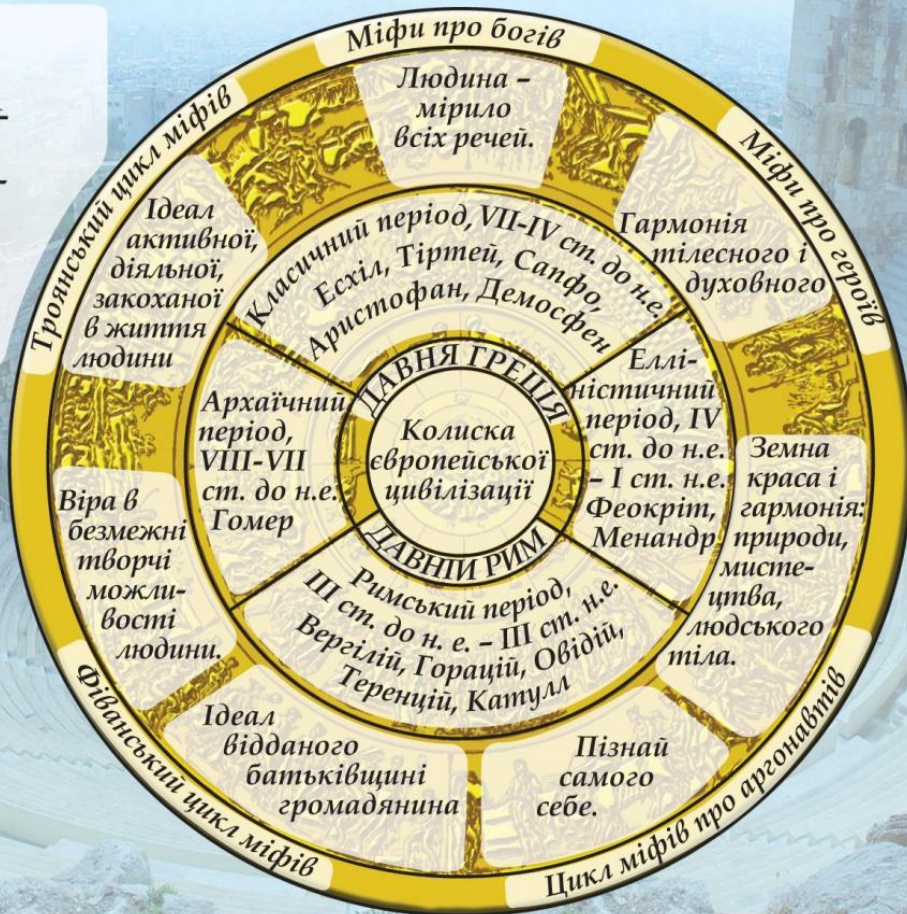 Міфи про богів
Міфи про героїв
Цикл міфів про аргонавтів
Фіванський цикл міфів
Троянський цикл міфів
Людина –
мірило
всіх речей.
Гармонія
тілесного і
духовного
Земна
краса і
гармонія:
природи,
мисте-
цтва,
людського
тіла.
Пізнай
самого
себе.
Ідеал
відданого
батьківщині
громадянина
Віра в
безмежні
творчі
можли-
вості
людини.
Ідеал
активної,
діяльної,
закоханої
в життя
людини
Класичний період, VII-IV ст. до н.е.
Есхіл, Тіртей, Сапфо,
Аристофан, Демосфен
Еллі-
ністичний
період, IV
ст. до н.е.
– I ст. н.е.
Феокріт,
Менандр
Римський період,
III ст. до н. е. – III ст. н.е.
Вергілій, Горацій, Овідій,
Теренцій, Катулл
Архаїчний
період,
VIII-VII
ст. до н.е.
Гомер
ДАВНЯ ГРЕЦІЯ
Колиска
європейської
цивілізації
ДАВНІЙ РИМ